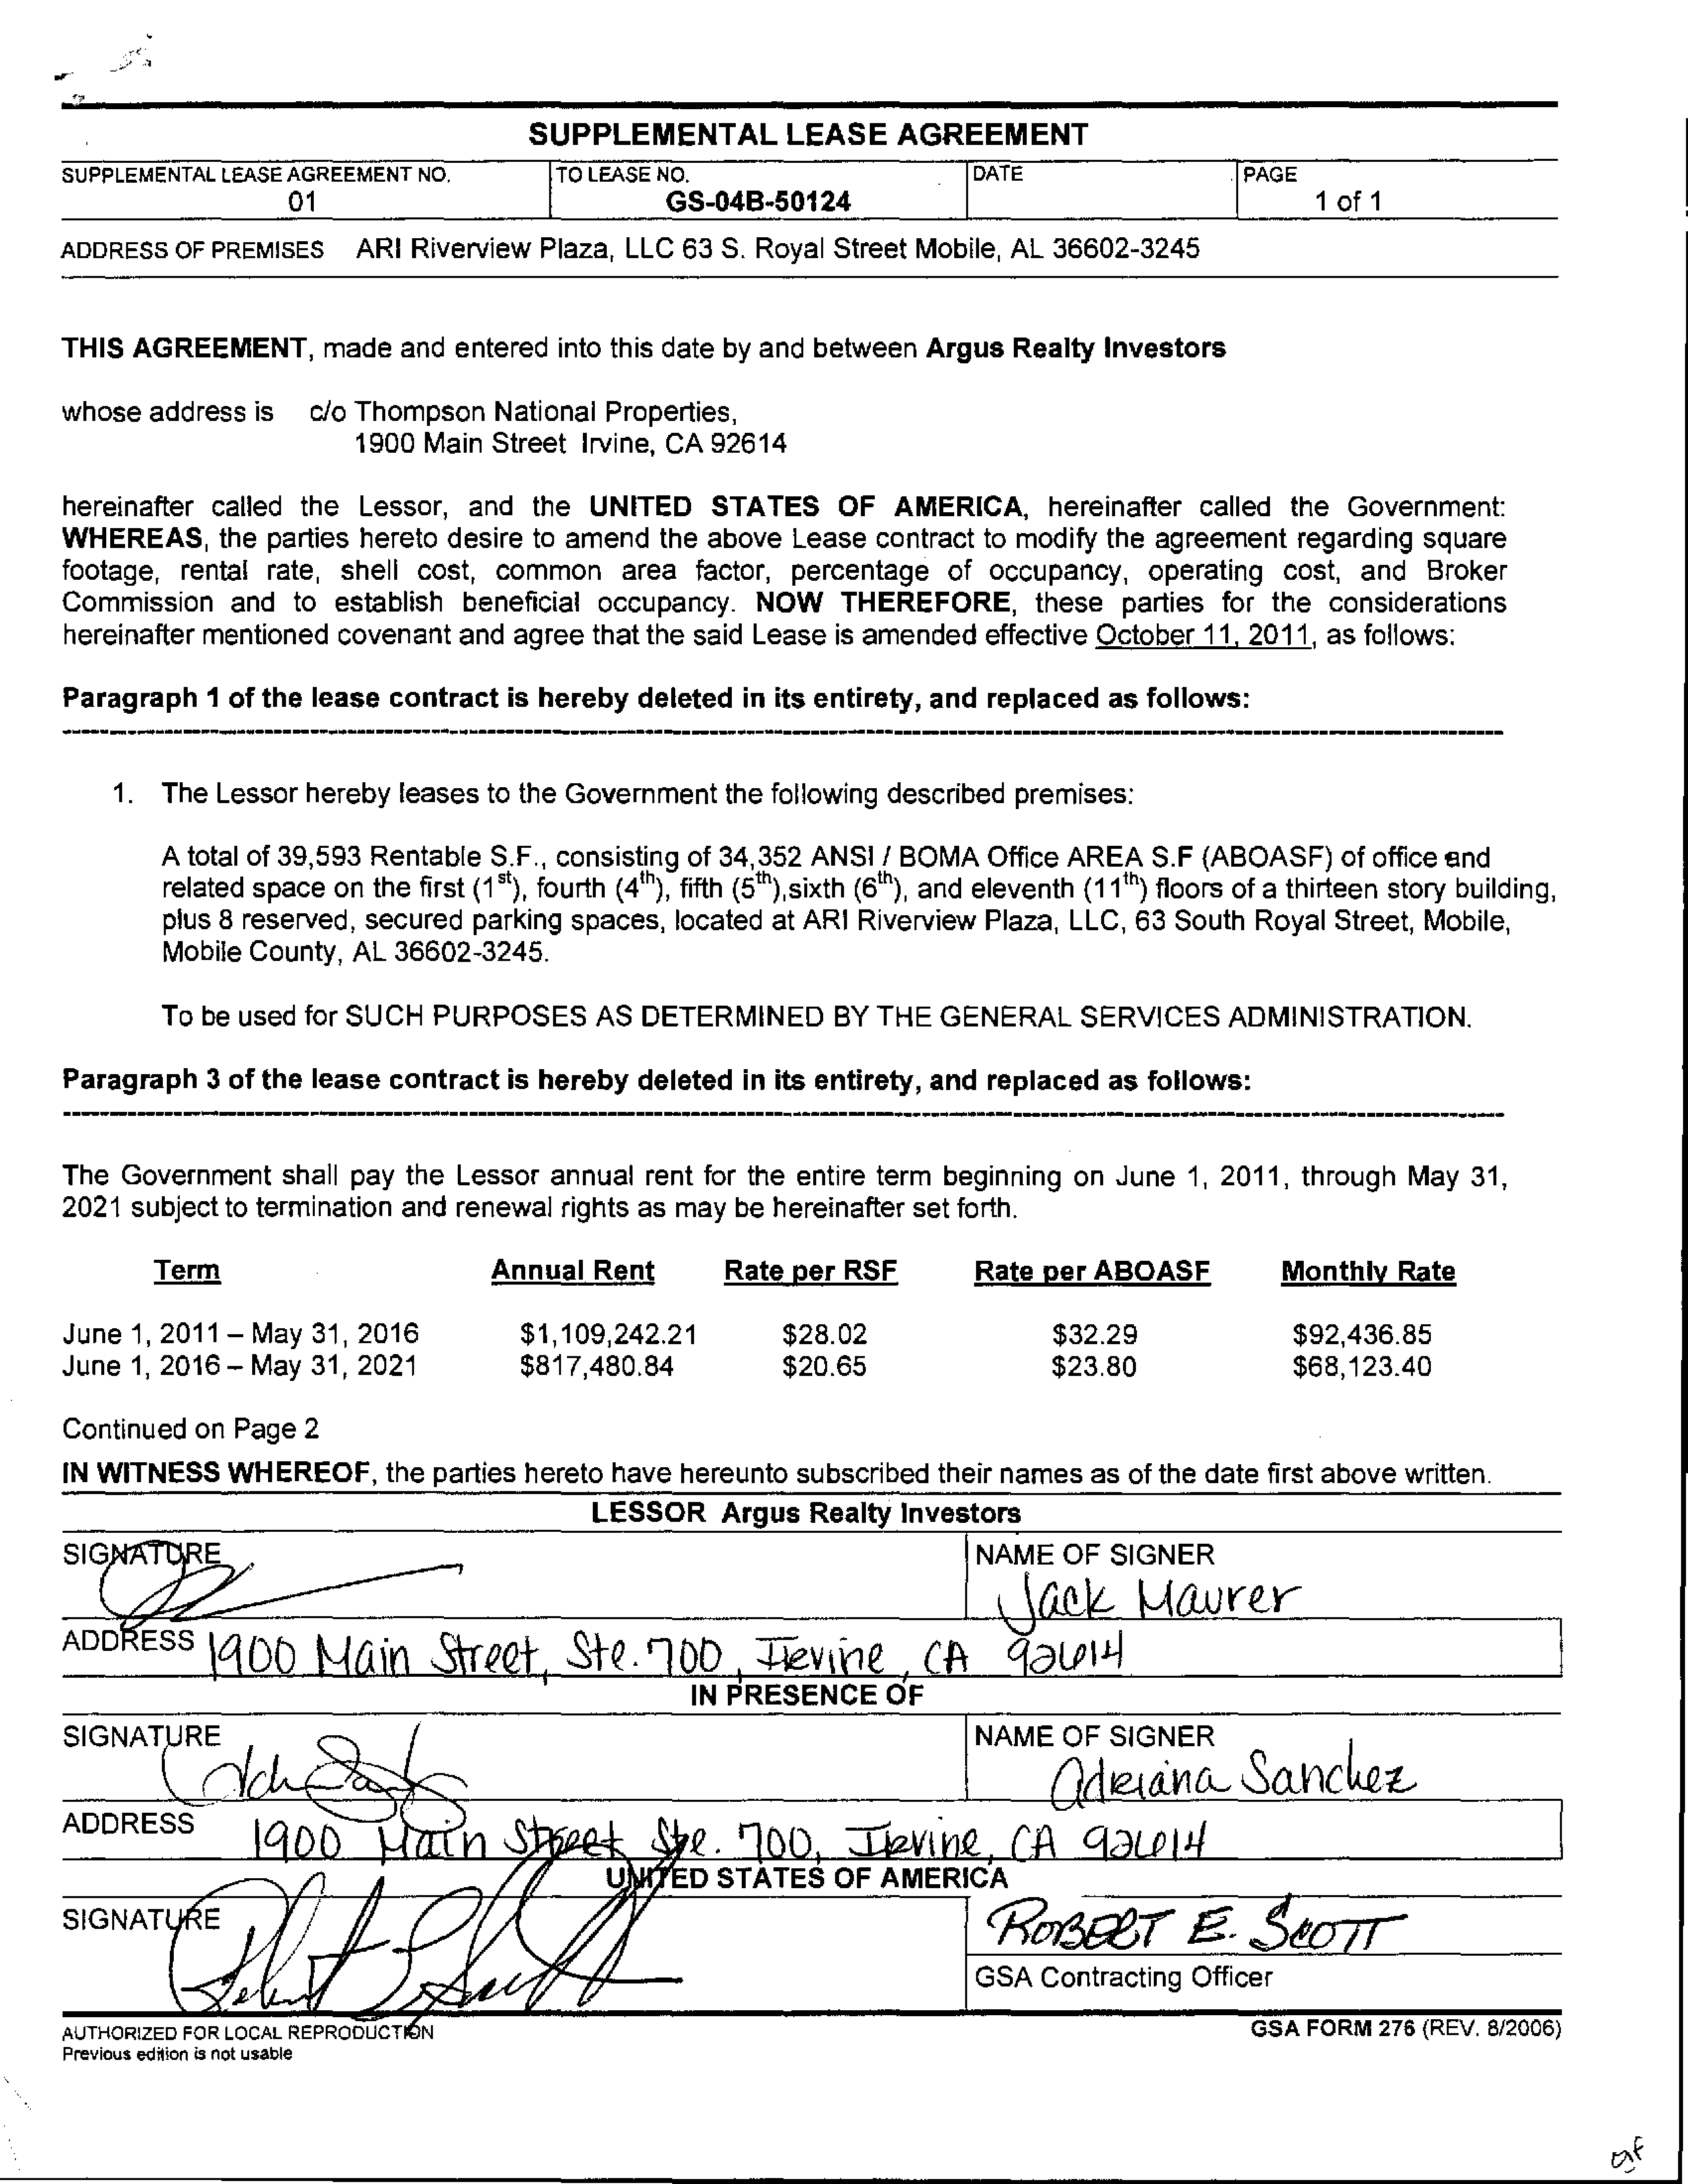 SUPPLEMENTAL LEASE AGREEMENT
SUPPLEMENTAL LEASE AGREEMENT NO. TO LEASE NO. DATE PAGE
01 GS-04B-50124 1 of 1
ADDRESS OF PREMISES ARI Riverview Plaza, LLC 63 S. Royal Street Mobile, AL 36602-3245
THIS AGREEMENT, made and entered into this date by and between Argus Realty Investors
whose address is c/o Thompson National Properties,
1900 Main Street Irvine, CA 92614
hereinafter called the Lessor, and the UNITED STATES OF AMERICA, hereinafter called the Government:
WHEREAS, the parties hereto desire to amend the above Lease contract to modify the agreement regarding square
footage, rental rate, shell cost, common area factor, percentage of occupancy, operating cost, and Broker
Commission and to establish beneficial occupancy. NOW THEREFORE, these parties for the considerations
hereinafter mentioned covenant and agree that the said Lease is amended effective October 11, 2011, as follows:
Paragraph 1 of the lease contract is hereby deleted in its entirety, and replaced as follows:
1. The Lessor hereby leases to the Government the following described premises:
A total of 39,593 Rentable S.F., consisting of 34,352 ANSI / BOMA Office AREA S.F (ABOASF) of office and
related space on the first (1st), fourth (4th), fifth (5th),sixth (6th), and eleventh (11th) floors of a thirteen story building,
plus 8 reserved, secured parking spaces, located at ARI Riverview Plaza, LLC, 63 South Royal Street, Mobile,
Mobile County, AL 36602-3245.
To be used for SUCH PURPOSES AS DETERMINED BY THE GENERAL SERVICES ADMINISTRATION.
Paragraph 3 of the lease contract is hereby deleted in its entirety, and replaced as follows:
The Government shall pay the Lessor annual rent for the entire term beginning on June 1, 2011, through May 31,
2021 subject to termination and renewal rights as may be hereinafter set forth.
Term Annual Rent Rate per RSF Rate per ABOASF Monthly Rate
June 1, 2011 – May 31, 2016 $1,109,242.21 $28.02 $32.29 $92,436.85
June 1, 2016 – May 31, 2021 $817,480.84 $20.65 $23.80 $68,123.40
Continued on Page 2
IN WITNESS WHEREOF, the parties hereto have hereunto subscribed their names as of the date first above written.
LESSOR Argus Realty Investors
SIGNATURE NAME OF SIGNER
Jack Maurer
ADDRESS 1900 Main Street, Ste. 700, Irvine, CA 92614
IN PRESENCE OF
SIGNATURE NAME OF SIGNER
Adriana Sanchez
ADDRESS 1900 Main Street Ste. 700, Irvine, CA 92614
UNITED STATES OF AMERICA
SIGNATURE ROBERT E. SCOTT
GSA Contracting Officer
AUTHORIZED FOR LOCAL REPRODUCTION GSA FORM 276 (REV. 8/2006)
Previous edition is not usable